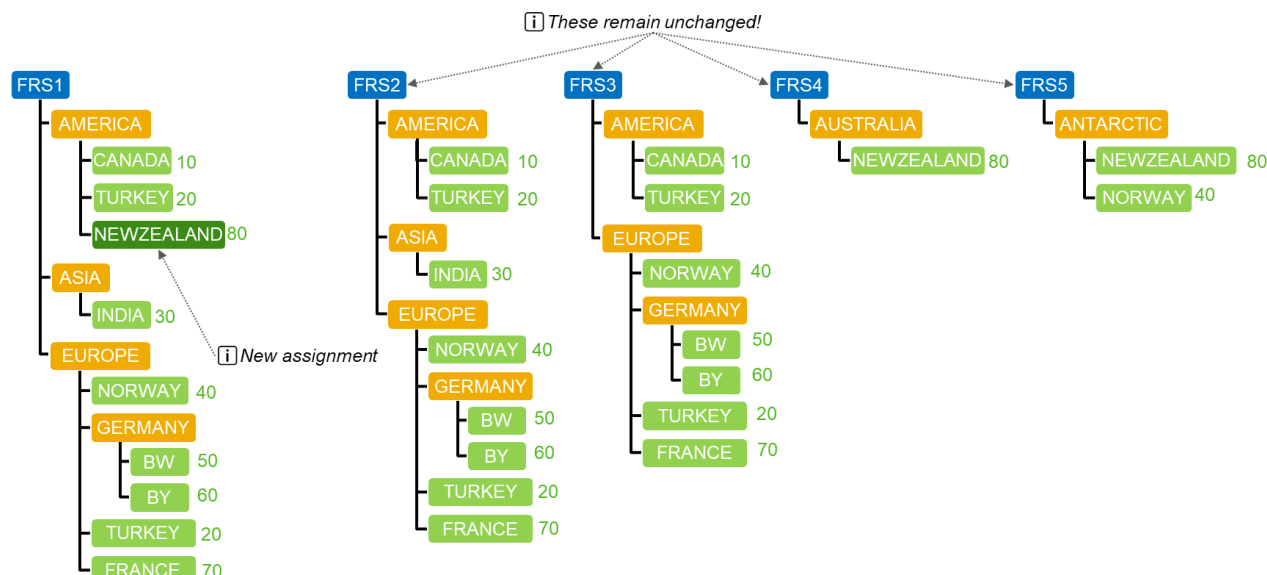 i These remain unchanged!
FRS1
AMERICA
CANADA 10
TURKEY 20
NEWZEALAND 80
ASIA
INDIA 30
i New assignment
EUROPE
NORWAY 40
GERMANY
BW 50
BY 60
TURKEY 20
FRANCE 70
FRS2
AMERICA
CANADA 10
TURKEY 20
ASIA
INDIA 30
EUROPE
NORWAY 40
GERMANY
BW 50
BY 60
TURKEY 20
FRANCE 70
FRS3
AMERICA
CANADA 10
TURKEY 20
EUROPE
NORWAY 40
GERMANY
BW 50
BY 60
TURKEY 20
FRANCE 70
FRS4
AUSTRALIA
NEWZEALAND 80
FRS5
ANTARCTIC
NEWZEALAND 80
NORWAY 40